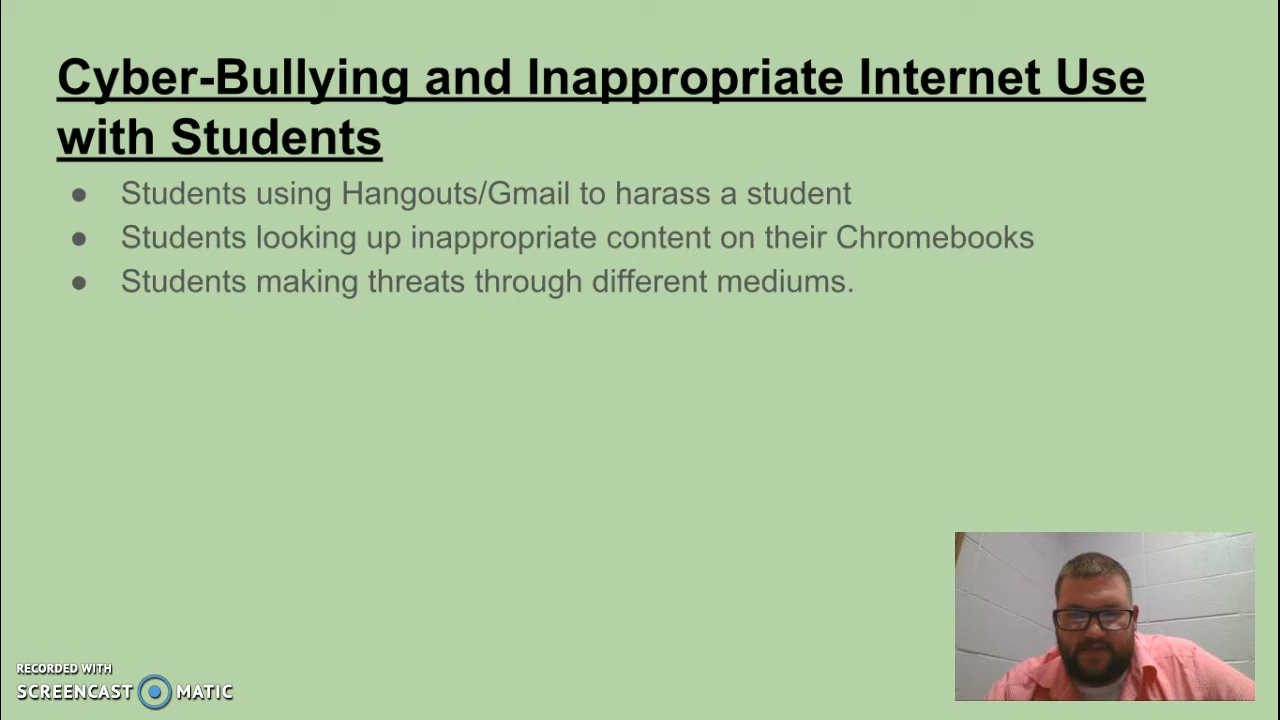 Cyber-Bullying and Inappropriate Internet Use
with Students
● Students using Hangouts/Gmail to harass a student
● Students looking up inappropriate content on their Chromebooks
● Students making threats through different mediums.
RECORDED WITH
SCREENCAST MATIC